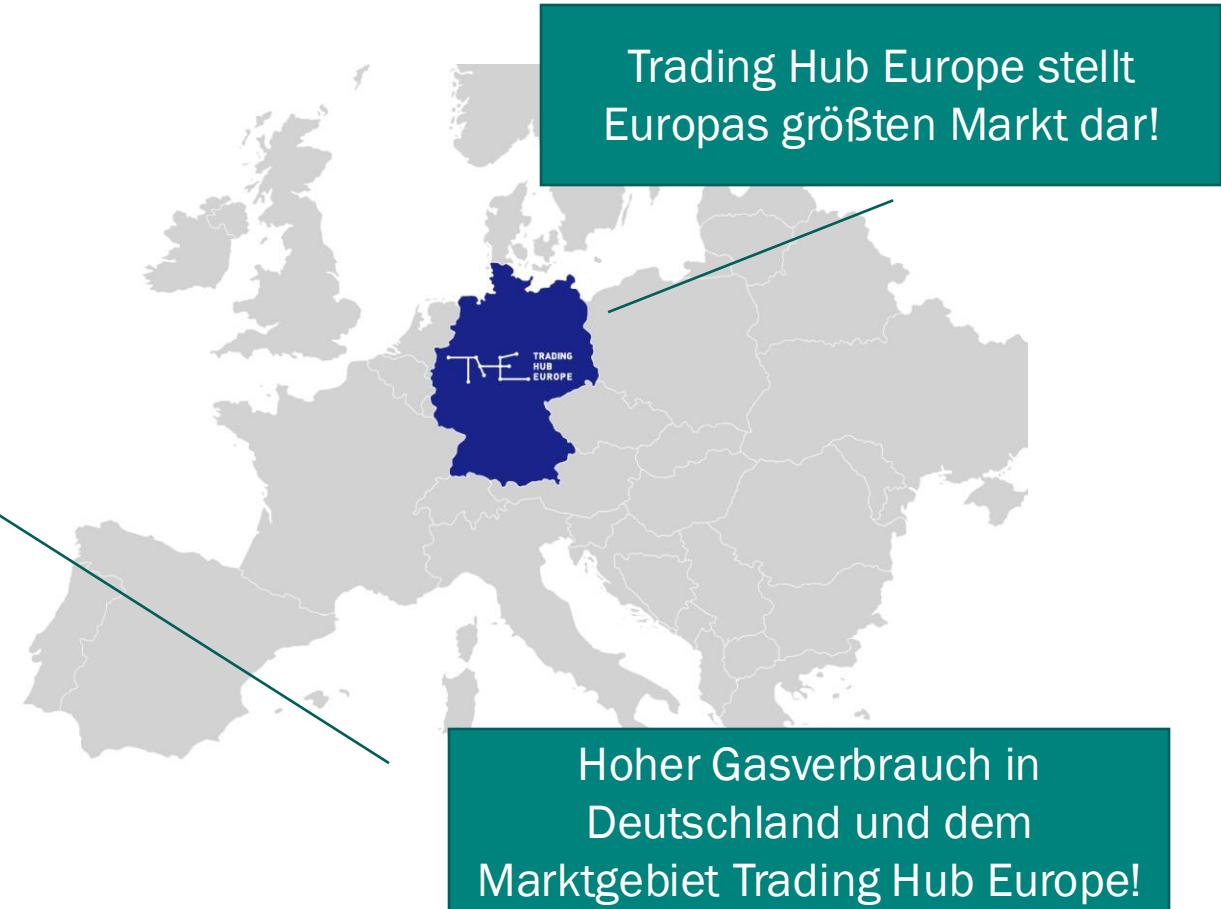 Trading Hub Europe stellt
Europas größten Markt dar!
THE
TRADING
HUB
EUROPE
Hoher Gasverbrauch in
Deutschland und dem
Marktgebiet Trading Hub Europe!